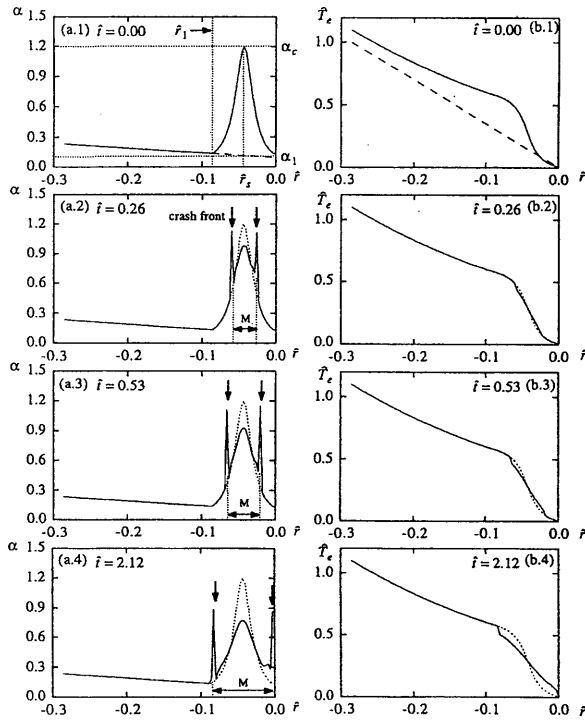 α (a.1) t̂ = 0.00 r̂₁ α_c
1.5
1.2
0.9
0.6
0.3
0.0
α₁
-0.3 -0.2 -0.1 r̂_s 0.0 r̂
T̂_e (b.1)
t̂ = 0.00
1.0
0.5
0.0
-0.3 -0.2 -0.1 0.0 r̂
α (a.2) t̂ = 0.26
1.5
1.2
0.9
0.6
0.3
0.0
crash front
M
-0.3 -0.2 -0.1 0.0 r̂
T̂_e
t̂ = 0.26 (b.2)
1.0
0.5
0.0
-0.3 -0.2 -0.1 0.0 r̂
α (a.3) t̂ = 0.53
1.5
1.2
0.9
0.6
0.3
0.0
M
-0.3 -0.2 -0.1 0.0 r̂
T̂_e
t̂ = 0.53 (b.3)
1.0
0.5
0.0
-0.3 -0.2 -0.1 0.0 r̂
α (a.4) t̂ = 2.12
1.5
1.2
0.9
0.6
0.3
0.0
M
-0.3 -0.2 -0.1 0.0 r̂
T̂_e
t̂ = 2.12 (b.4)
1.0
0.5
0.0
-0.3 -0.2 -0.1 0.0 r̂